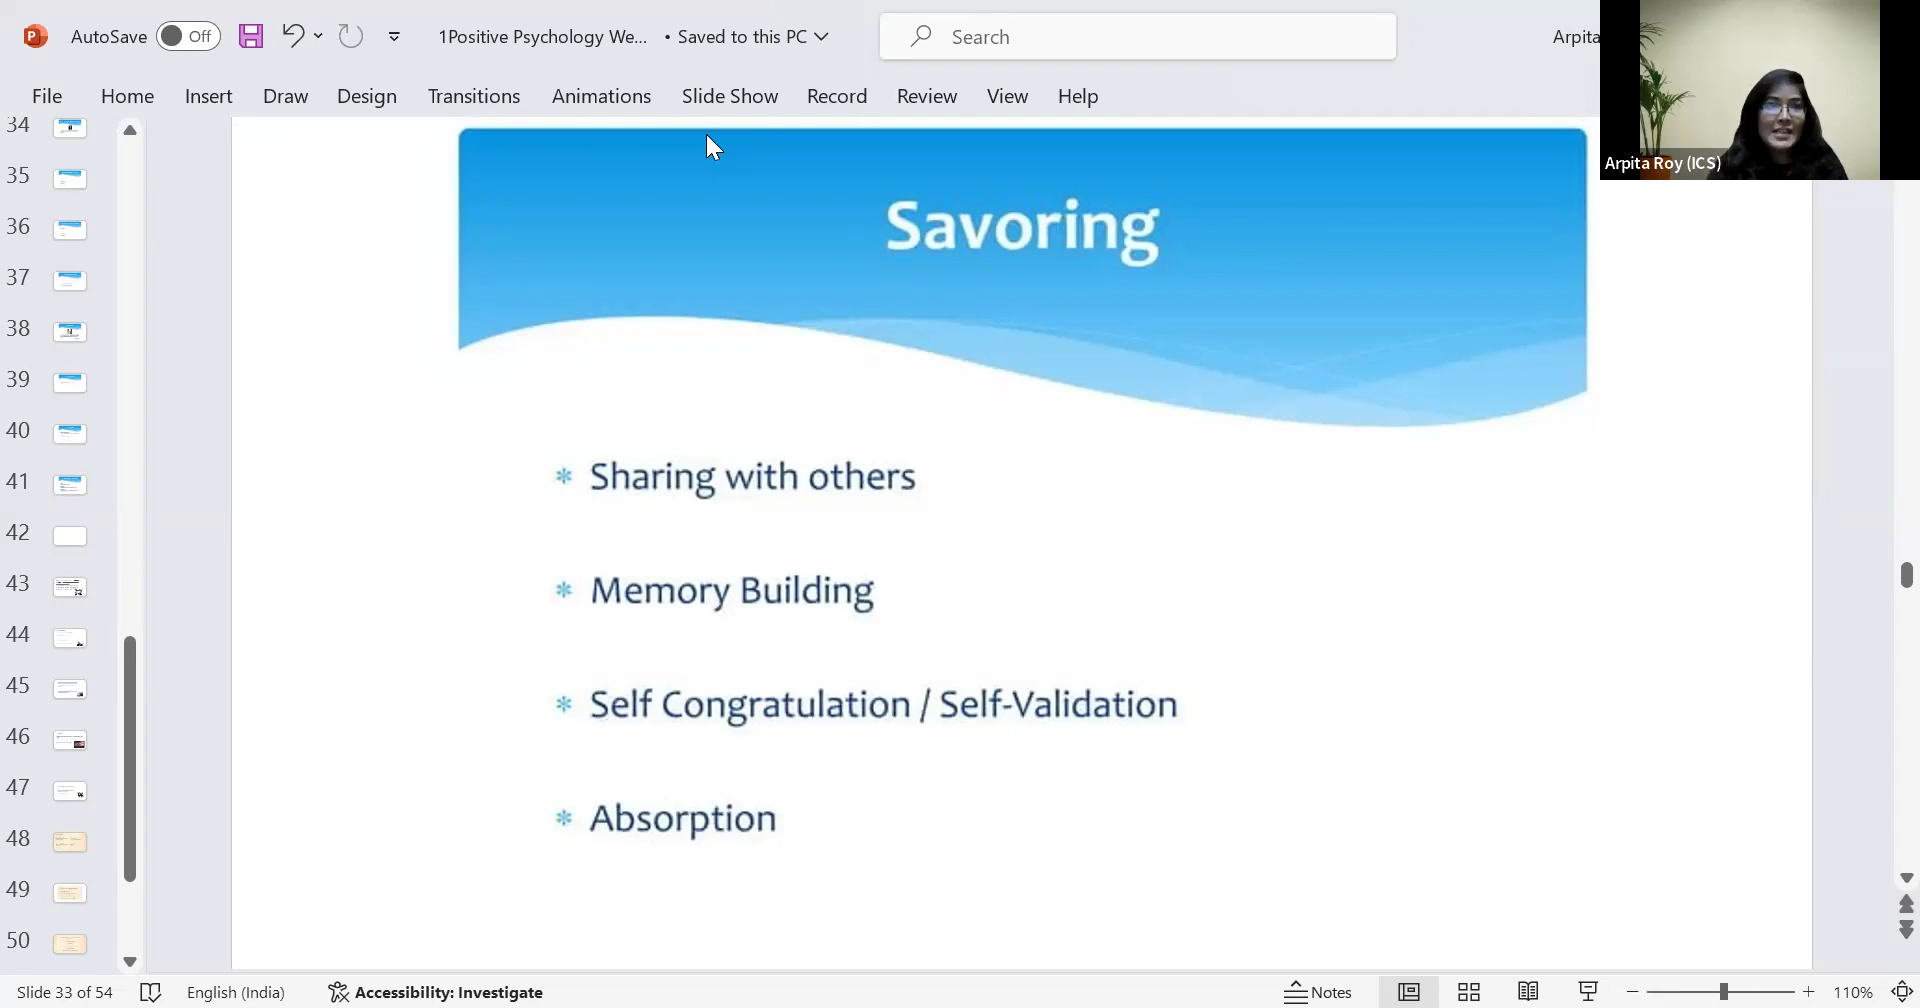 AutoSave Off 1Positive Psychology We... • Saved to this PC Search Arpita
File Home Insert Draw Design Transitions Animations Slide Show Record Review View Help
Arpita Roy (ICS)
34
35
36
37
38
39
40
41
42
43
44
45
46
47
48
49
50
Savoring
* Sharing with others
* Memory Building
* Self Congratulation / Self-Validation
* Absorption
Slide 33 of 54 English (India) Accessibility: Investigate Notes 110%